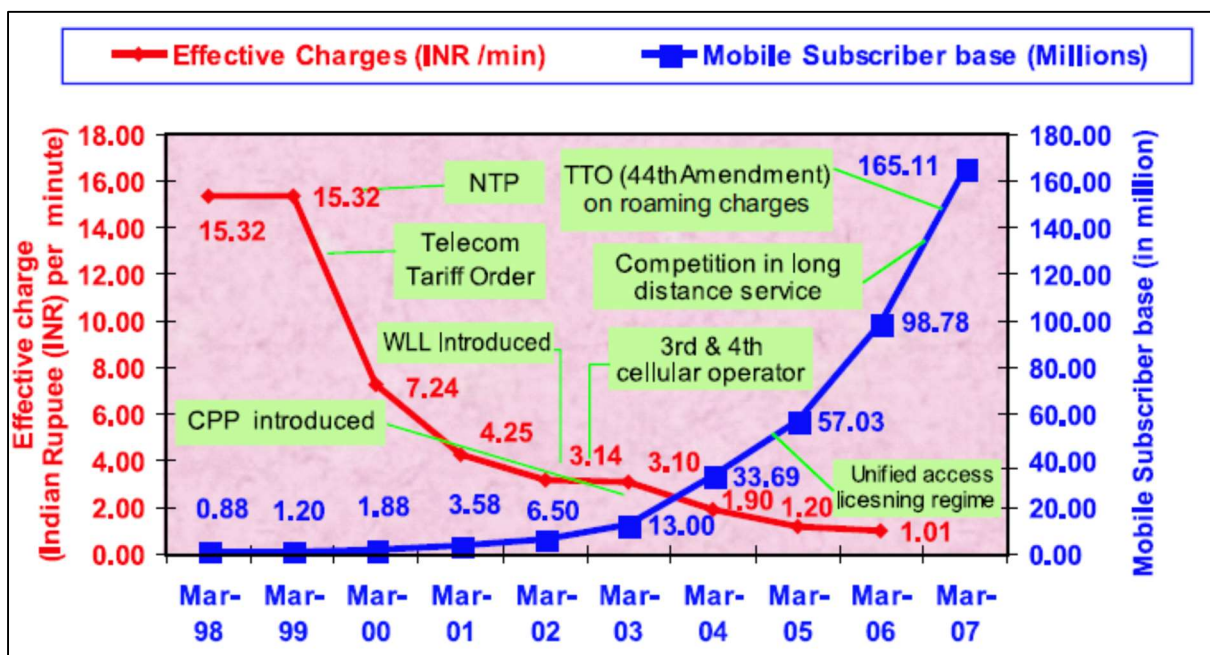 Effective Charges (INR /min)
Mobile Subscriber base (Millions)
Effective charge
(Indian Rupuee (INR) per minute)
18.00
16.00
14.00
12.00
10.00
8.00
6.00
4.00
2.00
0.00
NTP
Telecom
Tariff Order
WLL Introduced
CPP introduced
3rd & 4th
cellular operator
TTO (44thAmendment)
on roaming charges
Competition in long
distance service
Unified access
licesning regime
15.32
15.32
7.24
4.25
3.14
3.10
1.90
1.20
1.01
0.88
1.20
1.88
3.58
6.50
13.00
33.69
57.03
98.78
165.11
180.00
160.00
140.00
120.00
100.00
80.00
60.00
40.00
20.00
0.00
Mobile Subscriber base (in million)
Mar-
98
Mar-
99
Mar-
00
Mar-
01
Mar-
02
Mar-
03
Mar-
04
Mar-
05
Mar-
06
Mar-
07